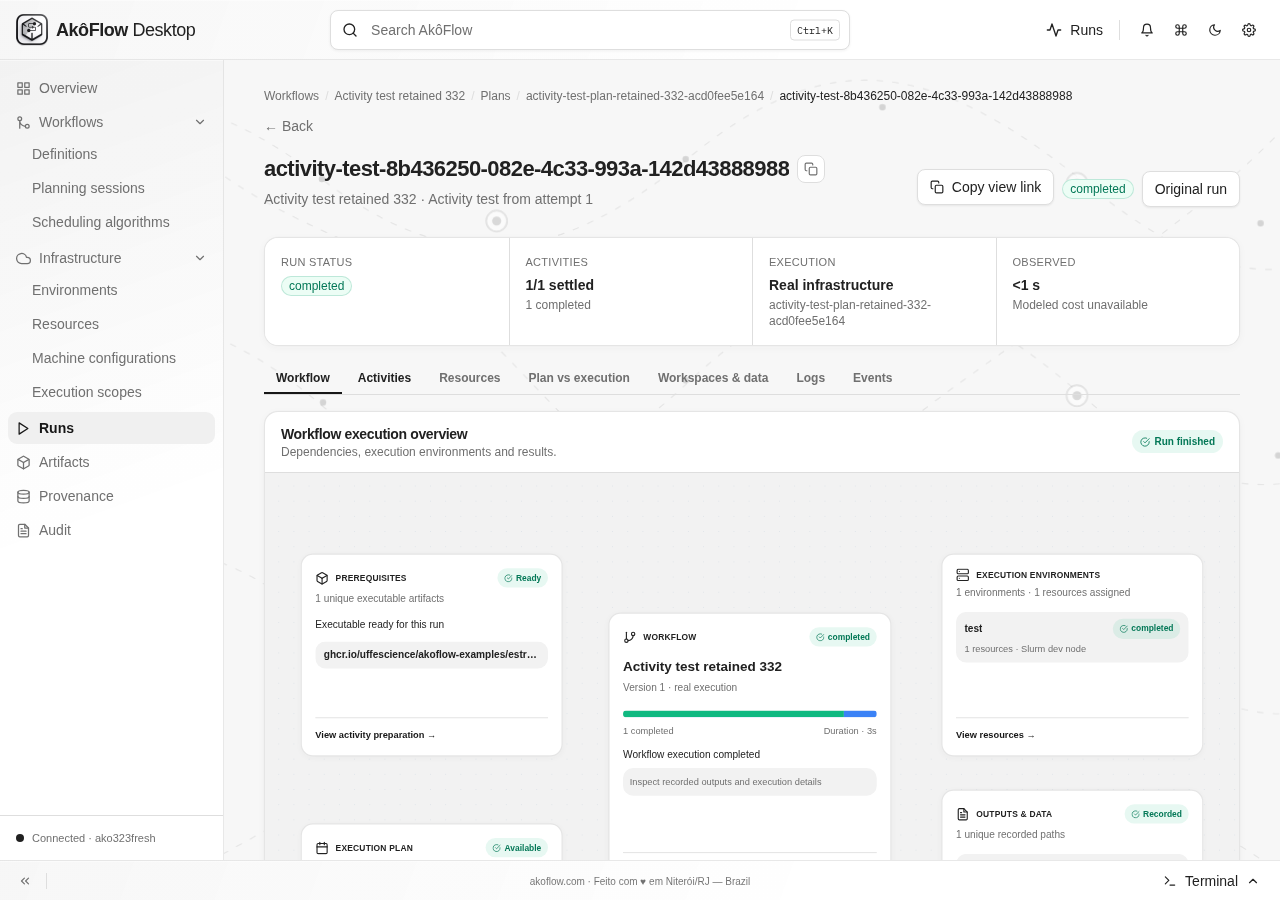 AkôFlow Desktop
Search AkôFlow
Ctrl+K
Runs
Overview
Workflows
Definitions
Planning sessions
Scheduling algorithms
Infrastructure
Environments
Resources
Machine configurations
Execution scopes
Runs
Artifacts
Provenance
Audit
Connected · ako323fresh
Workflows / Activity test retained 332 / Plans / activity-test-plan-retained-332-acd0fee5e164 / activity-test-8b436250-082e-4c33-993a-142d43888988
← Back
activity-test-8b436250-082e-4c33-993a-142d43888988
Activity test retained 332 · Activity test from attempt 1
Copy view link
completed
Original run
RUN STATUS
completed
ACTIVITIES
1/1 settled
1 completed
EXECUTION
Real infrastructure
activity-test-plan-retained-332-
acd0fee5e164
OBSERVED
<1 s
Modeled cost unavailable
Workflow
Activities
Resources
Plan vs execution
Workspaces & data
Logs
Events
Workflow execution overview
Dependencies, execution environments and results.
Run finished
PREREQUISITES
Ready
1 unique executable artifacts
Executable ready for this run
ghcr.io/uffescience/akoflow-examples/estr...
View activity preparation →
EXECUTION PLAN
Available
WORKFLOW
completed
Activity test retained 332
Version 1 · real execution
1 completed
Duration · 3s
Workflow execution completed
Inspect recorded outputs and execution details
EXECUTION ENVIRONMENTS
1 environments · 1 resources assigned
test
completed
1 resources · Slurm dev node
View resources →
OUTPUTS & DATA
Recorded
1 unique recorded paths
akoflow.com · Feito com ♥ em Niterói/RJ — Brazil
Terminal